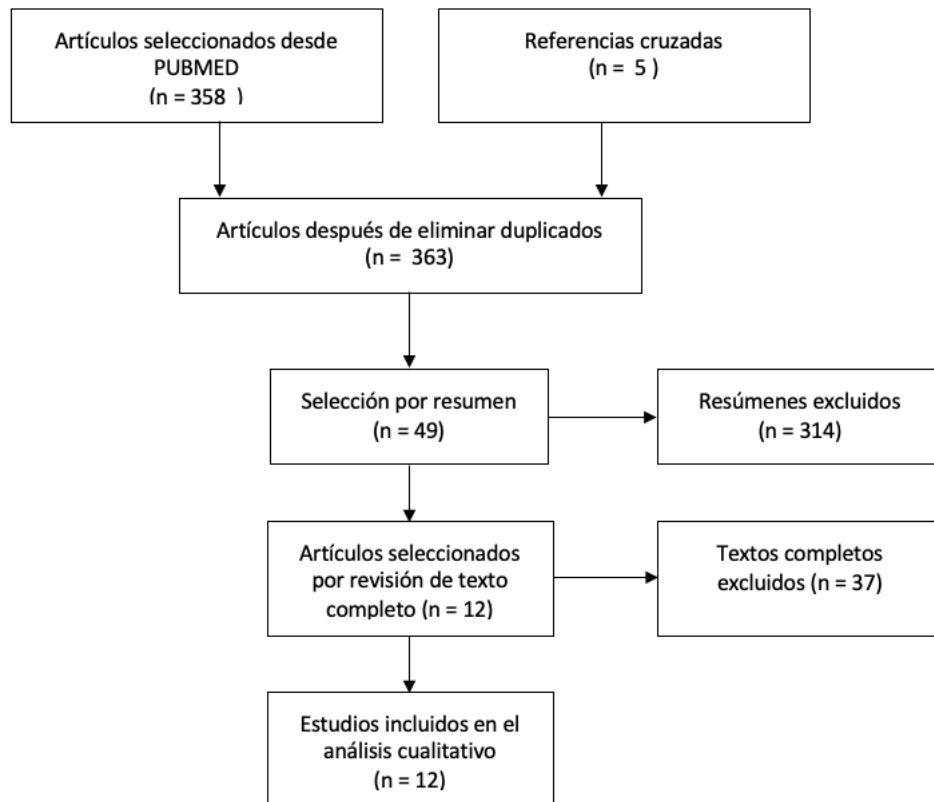 Artículos seleccionados desde
PUBMED
(n = 358 )
Referencias cruzadas
(n = 5 )
Artículos después de eliminar duplicados
(n = 363)
Selección por resumen
(n = 49)
Resúmenes excluidos
(n = 314)
Artículos seleccionados
por revisión de texto
completo (n = 12)
Textos completos
excluidos (n = 37)
Estudios incluidos en el
análisis cualitativo
(n = 12)